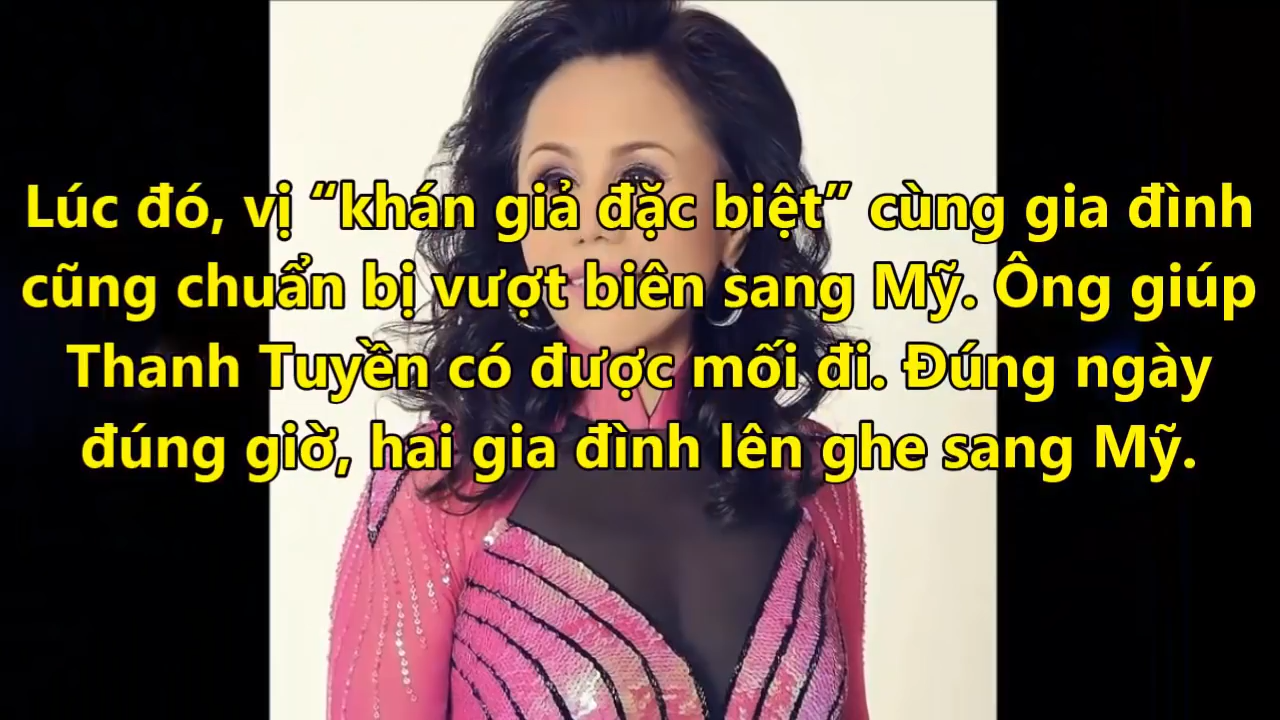 Lúc đó, vị “khán giả đặc biệt” cùng gia đình
cũng chuẩn bị vượt biên sang Mỹ. Ông giúp
Thanh Tuyền có được mối đi. Đúng ngày
đúng giờ, hai gia đình lên ghe sang Mỹ.